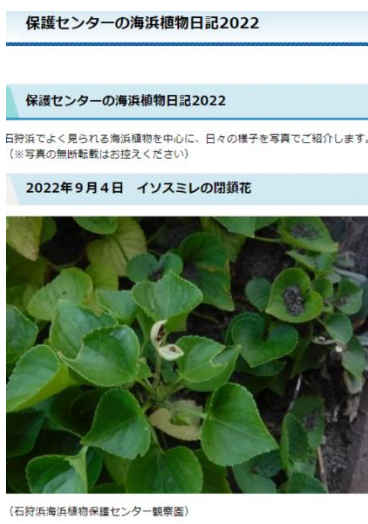 保護センターの海浜植物日記2022
保護センターの海浜植物日記2022
石狩浜でよく見られる海浜植物を中心に、日々の様子を写真でご紹介します。
（※写真の無断転載はお控えください）
2022年９月４日　イソスミレの閉鎖花
（石狩浜海浜植物保護センター観察園）